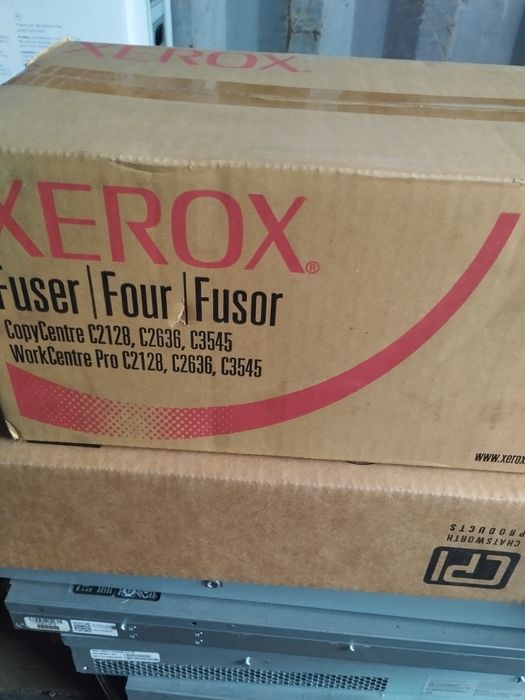 XEROX
XEROX®
Fuser | Four | Fusor
CopyCentre C2128, C2636, C3545
WorkCentre Pro C2128, C2636, C3545
www.xerox
CPI
CHATSWORTH
PRODUCTS